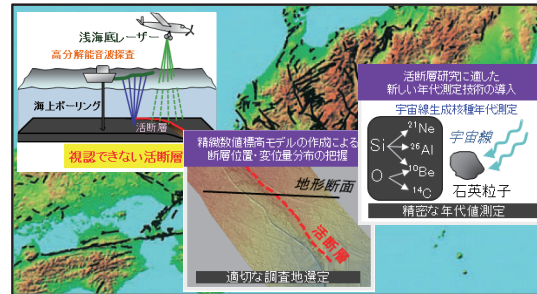 浅海底レーザー
高分解能音波探査
海上ボーリング
活断層
視認できない活断層
精緻数値標高モデルの作成による
断層位置・変位量分布の把握
地形断面
活断層
適切な調査地選定
活断層研究に適した
新しい年代測定技術の導入
宇宙線生成核種年代測定
Si
O
²¹Ne
²⁶Al
¹⁰Be
¹⁴C
宇宙線
石英粒子
精密な年代値測定